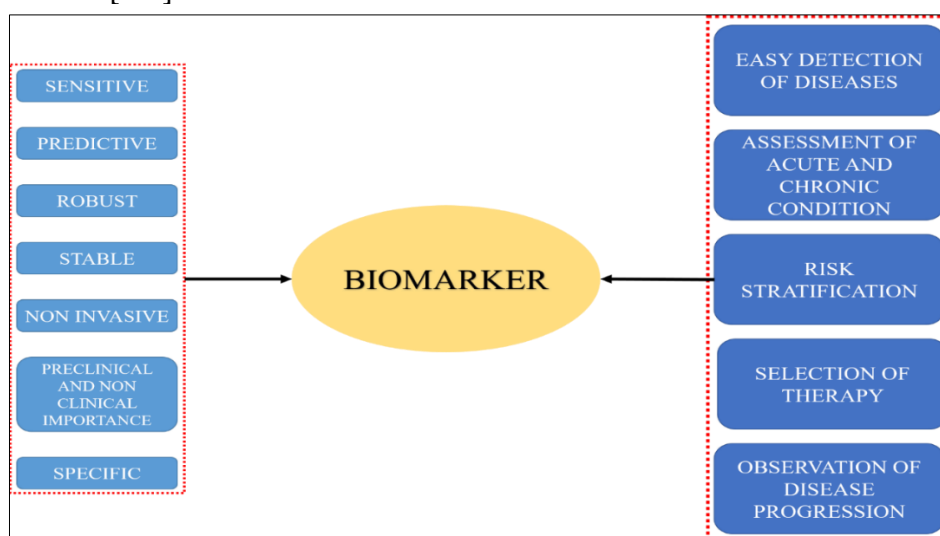 SENSITIVE
PREDICTIVE
ROBUST
STABLE
NON INVASIVE
PRECLINICAL
AND NON
CLINICAL
IMPORTANCE
SPECIFIC
BIOMARKER
EASY DETECTION
OF DISEASES
ASSESSMENT OF
ACUTE AND
CHRONIC
CONDITION
RISK
STRATIFICATION
SELECTION OF
THERAPY
OBSERVATION OF
DISEASE
PROGRESSION